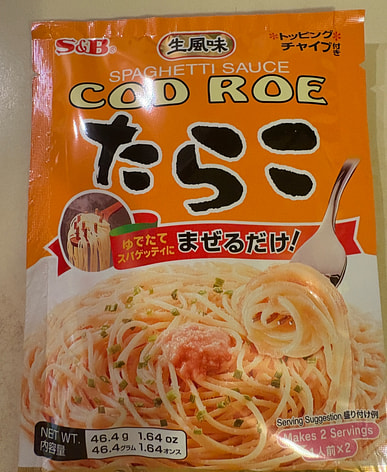 S&B®
生風味
トッピング
チャイブ付き
SPAGHETTI SAUCE
COD ROE
たらこ
ゆでたて
スパゲッティに
まぜるだけ!
Serving Suggestion 盛り付け例
Makes 2 Servings
1人前×2
NET WT. 46.4g 1.64 oz
内容量 46.4グラム 1.64オンス